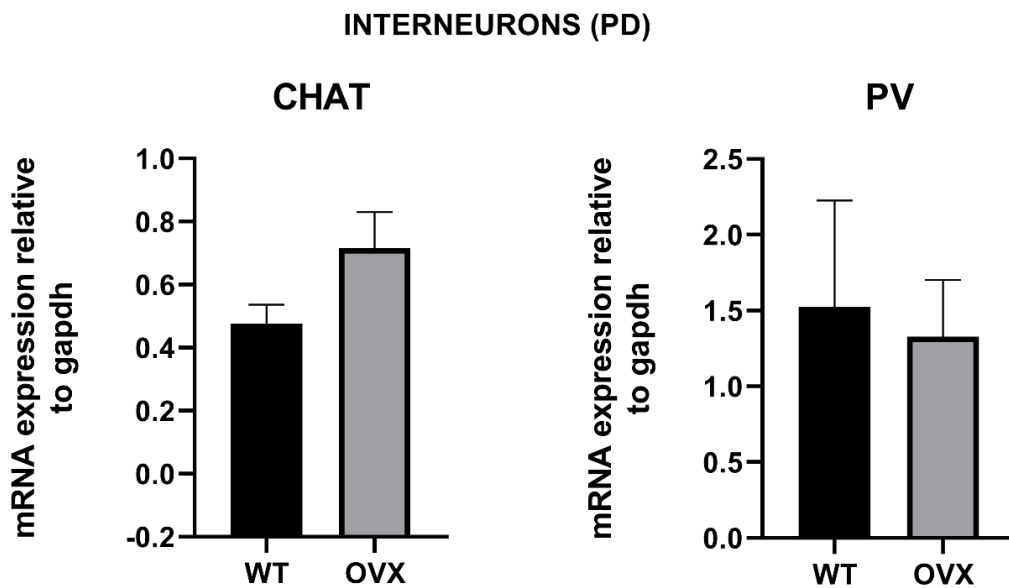 INTERNEURONS (PD)
CHAT
mRNA expression relative
to gapdh
1.0
0.8
0.6
0.4
0.2
0.0
-0.2
WT
OVX
PV
mRNA expression relative
to gapdh
2.5
2.0
1.5
1.0
0.5
0.0
WT
OVX